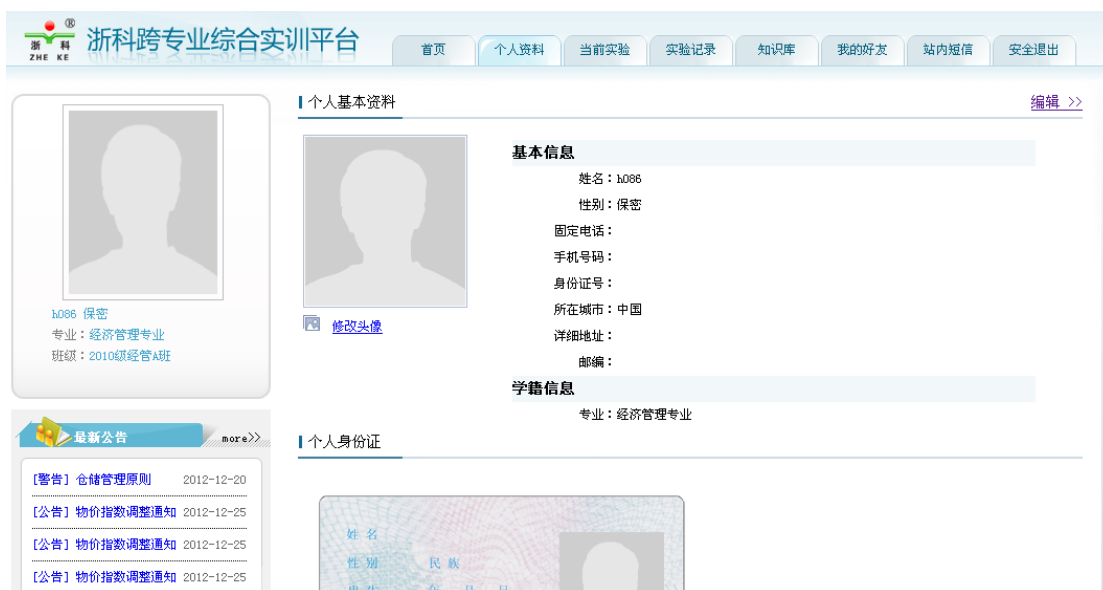 ®
浙 科
ZHE KE
浙科跨专业综合实训平台
首页 个人资料 当前实验 实验记录 知识库 我的好友 站内短信 安全退出
h086 保密
专业：经济管理专业
班级：2010级经管A班
最新公告 more>>
[警告] 仓储管理原则 2012-12-20
[公告] 物价指数调整通知 2012-12-25
[公告] 物价指数调整通知 2012-12-25
[公告] 物价指数调整通知 2012-12-25
个人基本资料 编辑 >>
修改头像
基本信息
姓名：h086
性别：保密
固定电话：
手机号码：
身份证号：
所在城市：中国
详细地址：
邮编：
学籍信息
专业：经济管理专业
个人身份证
姓 名
性 别 民 族